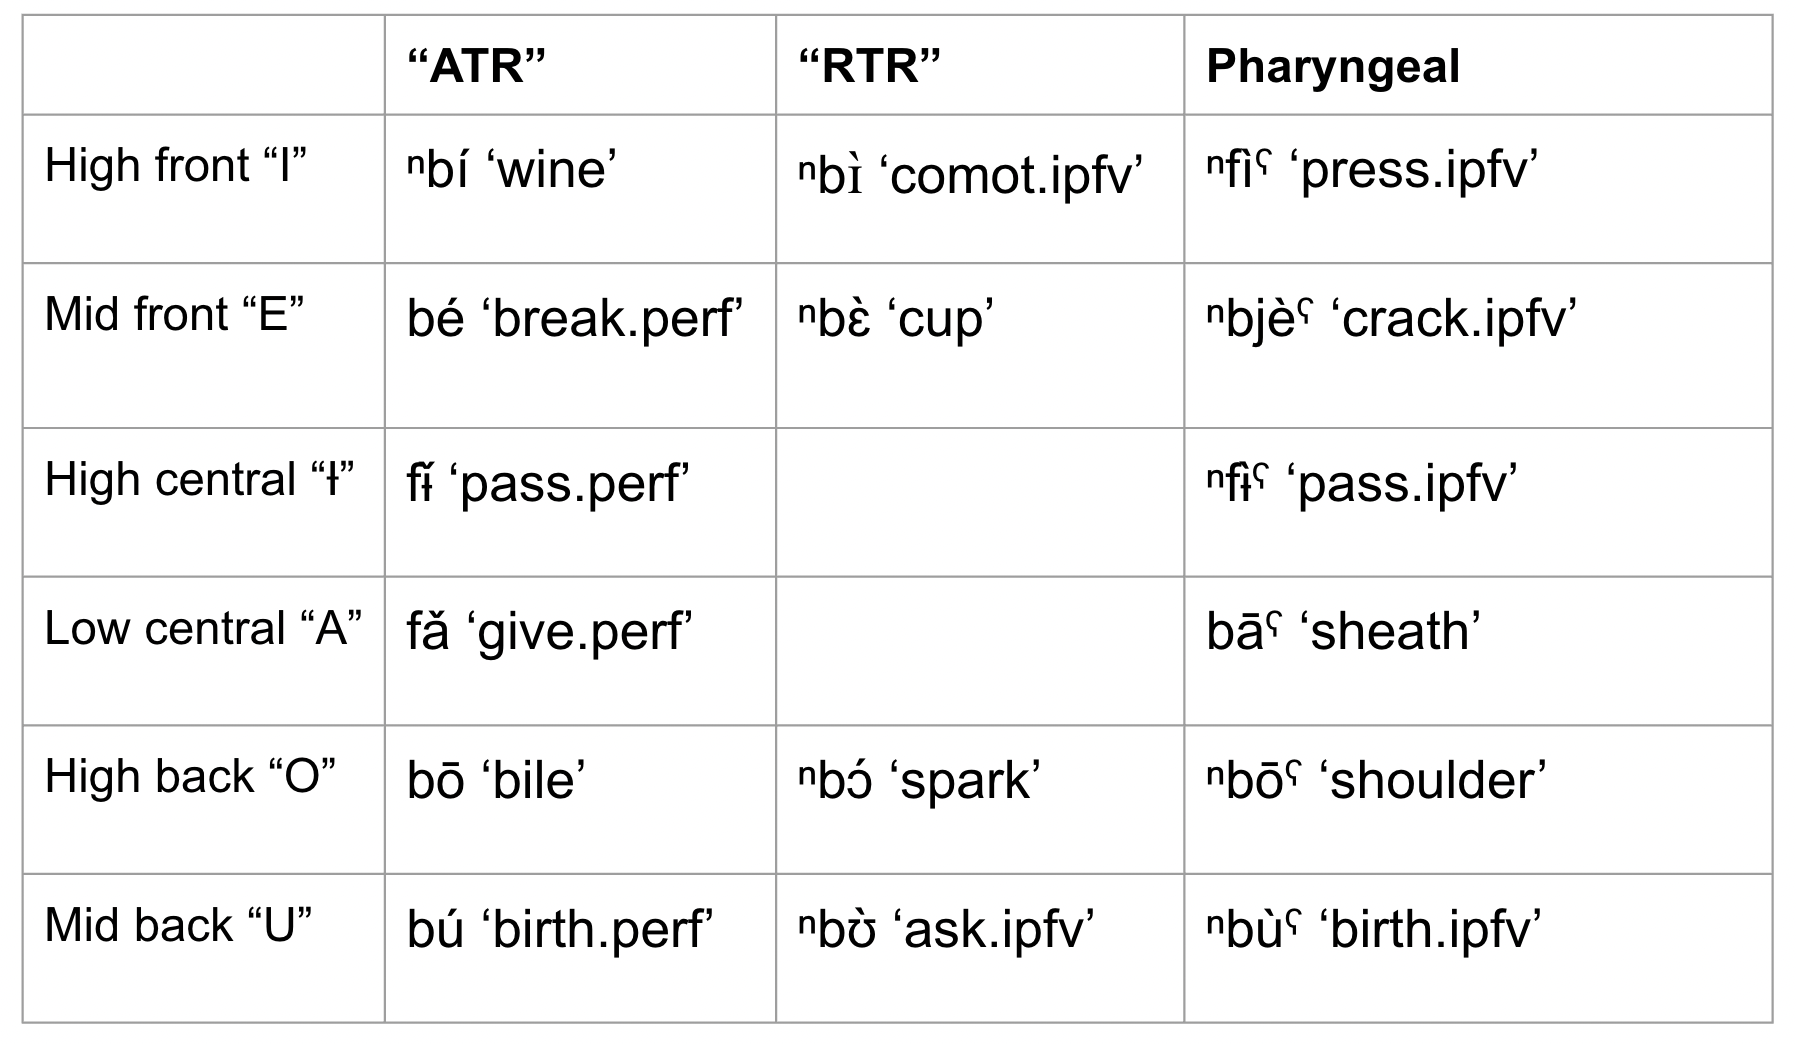 “ATR” “RTR” Pharyngeal
High front “I” ⁿbí ‘wine’ ⁿbɪ̀ ‘comot.ipfv’ ⁿfìˤ ‘press.ipfv’
Mid front “E” bé ‘break.perf’ ⁿbɛ̀ ‘cup’ ⁿbjèˤ ‘crack.ipfv’
High central “Ɨ” fɨ̌ ‘pass.perf’ ⁿfɨ̀ˤ ‘pass.ipfv’
Low central “A” fǎ ‘give.perf’ bāˤ ‘sheath’
High back “O” bō ‘bile’ ⁿbɔ́ ‘spark’ ⁿbōˤ ‘shoulder’
Mid back “U” bú ‘birth.perf’ ⁿbʊ̀ ‘ask.ipfv’ ⁿbùˤ ‘birth.ipfv’